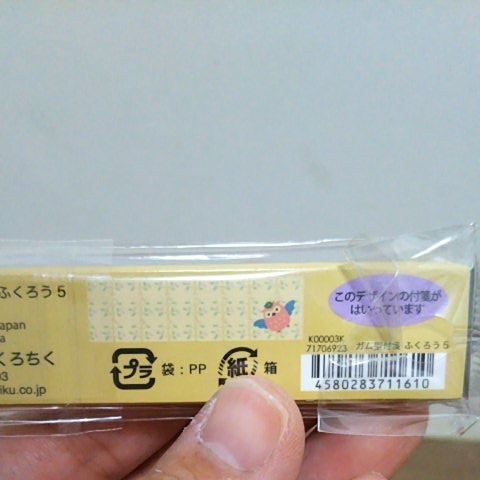 ふくろう5
apan
a
くろちく
03
iku.co.jp
プラ 袋:PP 紙 箱
このデザインの付箋が
はいっています
K00003K
71706923 ガム型付箋 ふくろう5
4580283711610